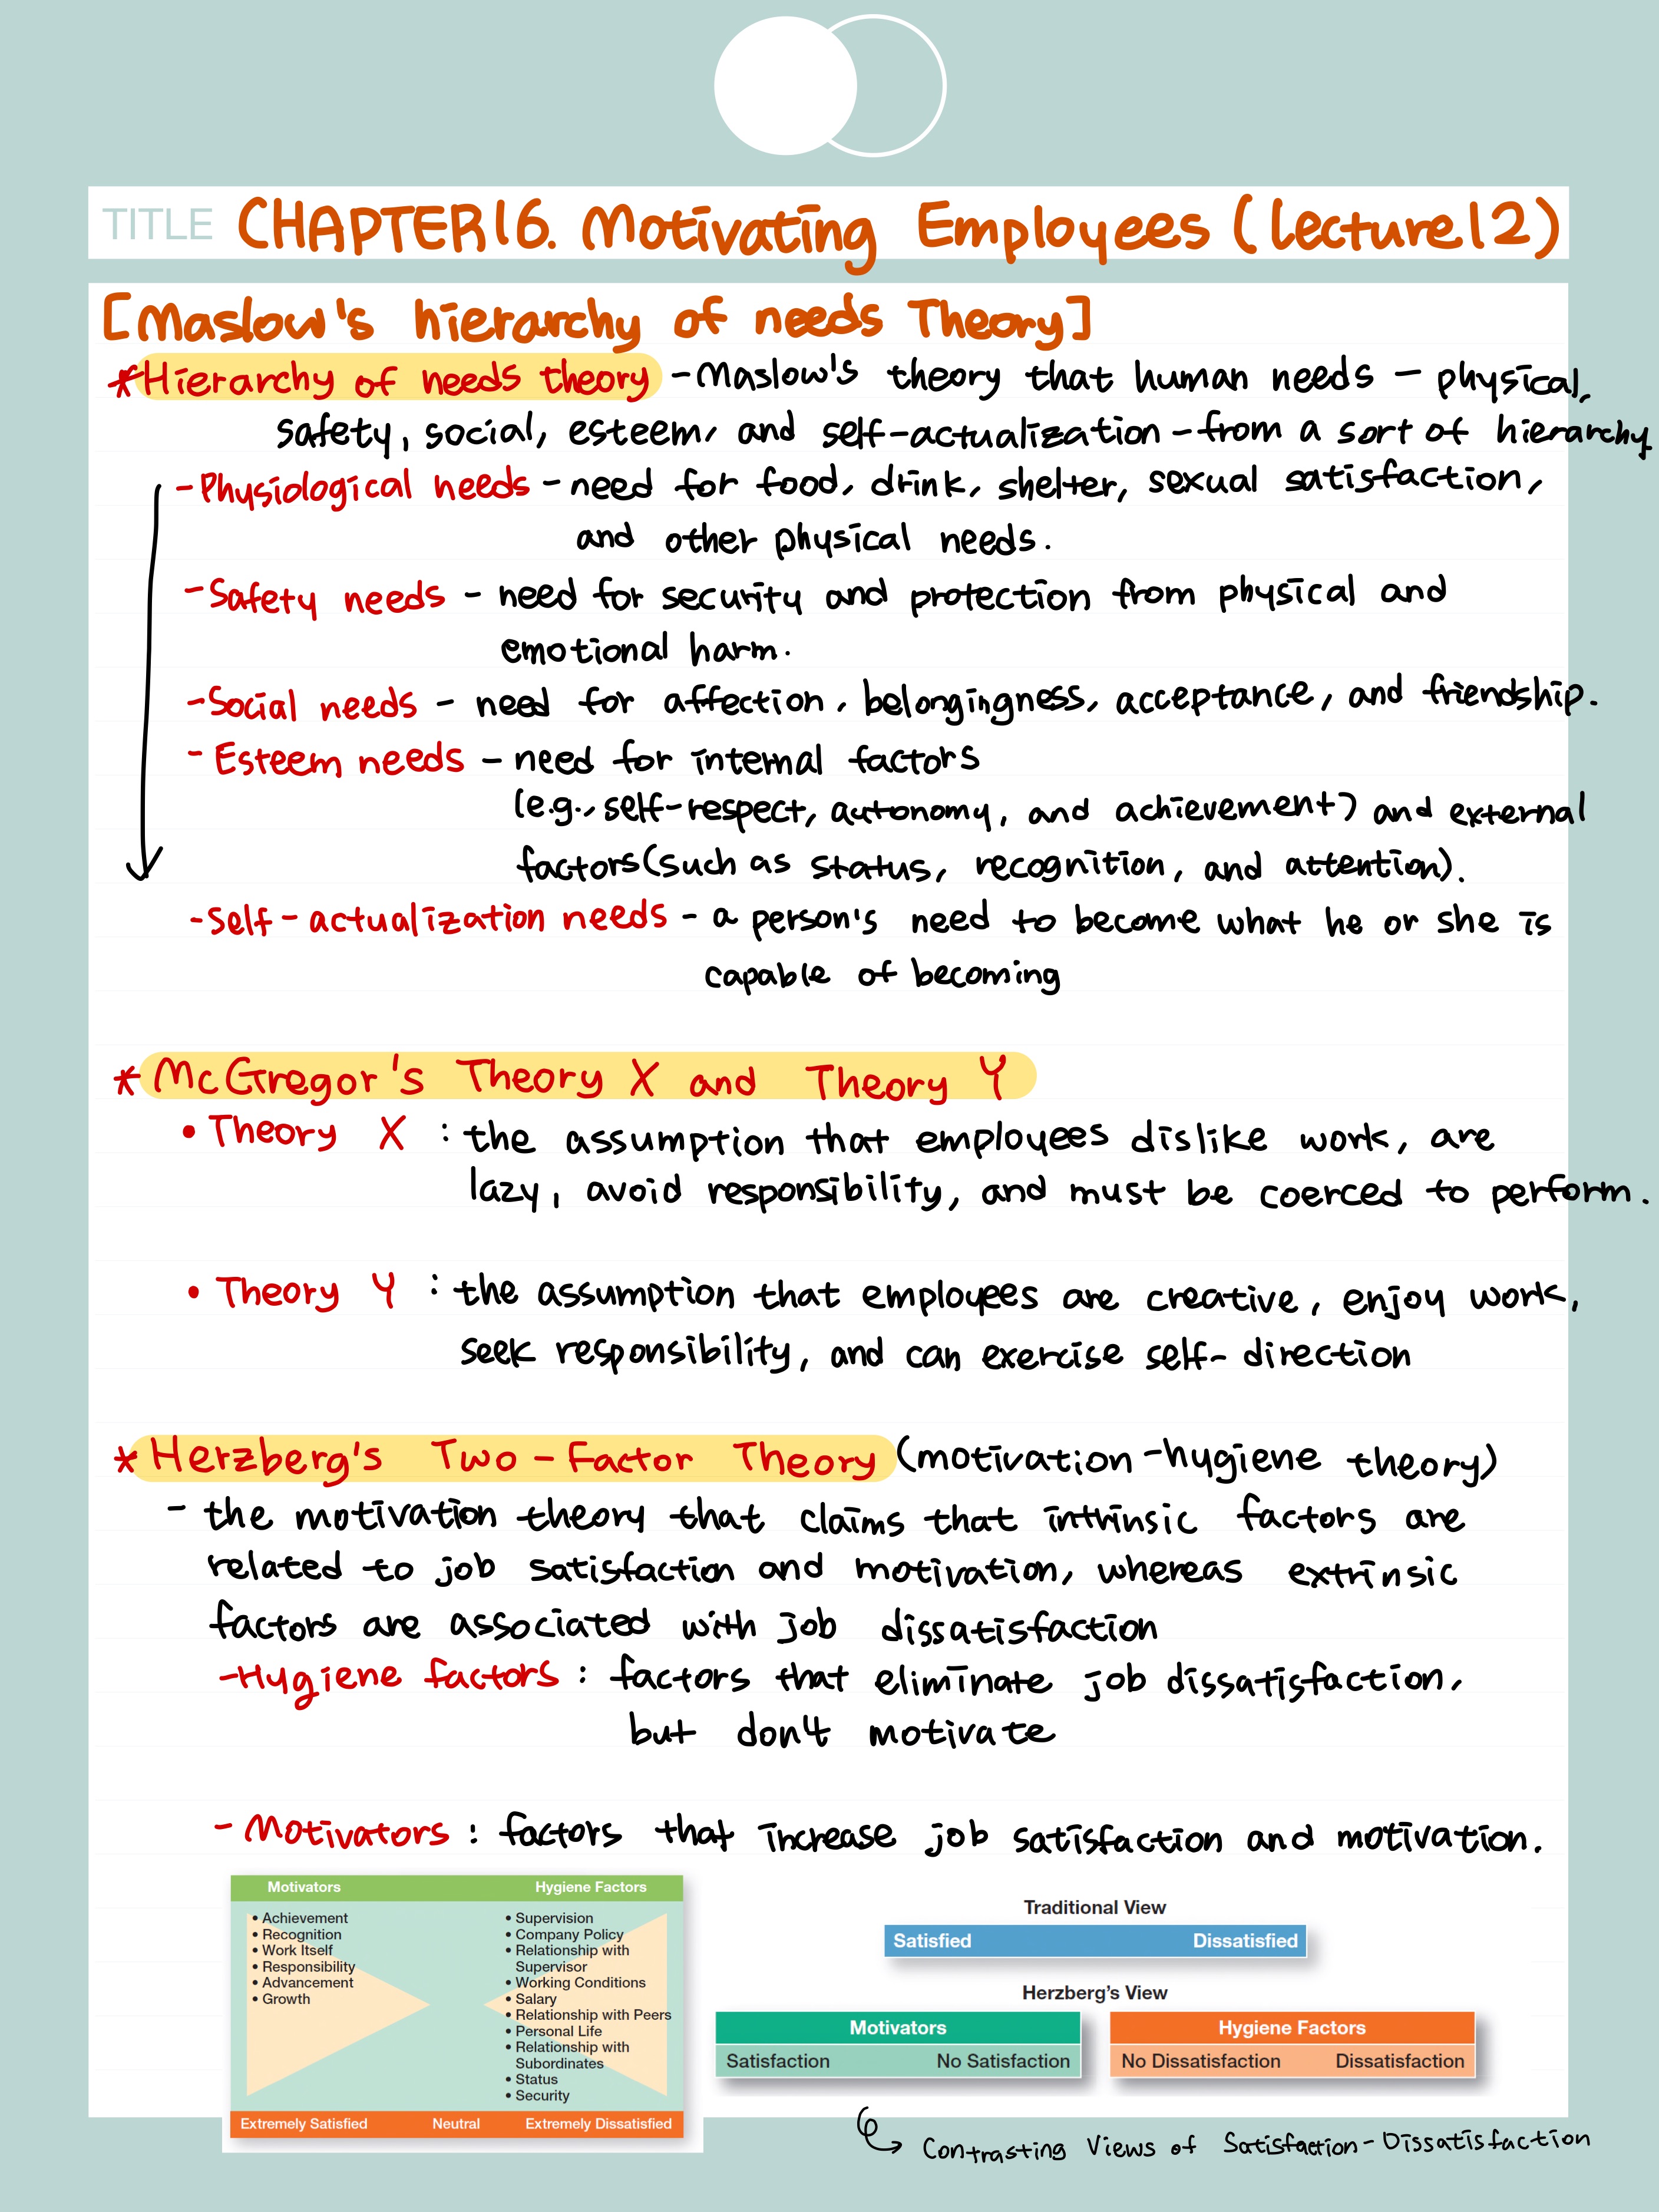 TITLE CHAPTER 16. Motivating Employees (Lecture 12)
[Maslow's hierarchy of needs Theory]
*Hierarchy of needs theory - Maslow's theory that human needs - physical,
safety, social, esteem, and self-actualization - from a sort of hierarchy
- Physiological needs - need for food, drink, shelter, sexual satisfaction,
and other physical needs.
- Safety needs - need for security and protection from physical and
emotional harm.
- Social needs - need for affection, belongingness, acceptance, and friendship.
- Esteem needs - need for internal factors
(e.g., self-respect, autonomy, and achievement) and external
factors (such as status, recognition, and attention).
- Self-actualization needs - a person's need to become what he or she is
capable of becoming
* McGregor's Theory X and Theory Y
• Theory X : the assumption that employees dislike work, are
lazy, avoid responsibility, and must be coerced to perform.
• Theory Y : the assumption that employees are creative, enjoy work,
seek responsibility, and can exercise self-direction
* Herzberg's Two-Factor Theory (motivation-hygiene theory)
- the motivation theory that claims that intrinsic factors are
related to job satisfaction and motivation, whereas extrinsic
factors are associated with job dissatisfaction
- Hygiene factors : factors that eliminate job dissatisfaction,
but don't motivate
- Motivators : factors that increase job satisfaction and motivation.
Motivators Hygiene Factors
• Achievement
• Recognition
• Work Itself
• Responsibility
• Advancement
• Growth
• Supervision
• Company Policy
• Relationship with
Supervisor
• Working Conditions
• Salary
• Relationship with Peers
• Personal Life
• Relationship with
Subordinates
• Status
• Security
Extremely Satisfied Neutral Extremely Dissatisfied
Traditional View
Satisfied Dissatisfied
Herzberg's View
Motivators Hygiene Factors
Satisfaction No Satisfaction No Dissatisfaction Dissatisfaction
Contrasting Views of Satisfaction-Dissatisfaction